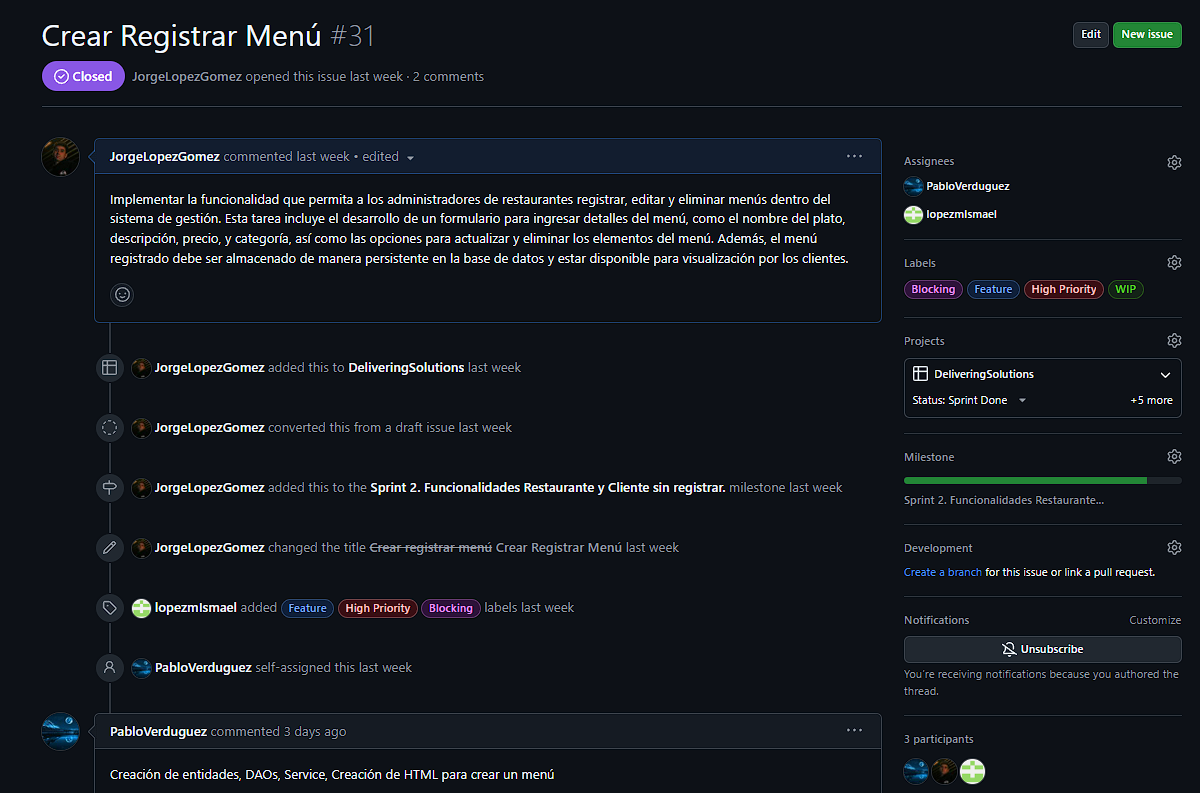 Crear Registrar Menú #31
Edit
New issue
Closed
JorgeLopezGomez opened this issue last week · 2 comments
JorgeLopezGomez commented last week • edited
Implementar la funcionalidad que permita a los administradores de restaurantes registrar, editar y eliminar menús dentro del
sistema de gestión. Esta tarea incluye el desarrollo de un formulario para ingresar detalles del menú, como el nombre del plato,
descripción, precio, y categoría, así como las opciones para actualizar y eliminar los elementos del menú. Además, el menú
registrado debe ser almacenado de manera persistente en la base de datos y estar disponible para visualización por los clientes.
JorgeLopezGomez added this to DeliveringSolutions last week
JorgeLopezGomez converted this from a draft issue last week
JorgeLopezGomez added this to the Sprint 2. Funcionalidades Restaurante y Cliente sin registrar. milestone last week
JorgeLopezGomez changed the title Crear registrar menú Crear Registrar Menú last week
lopezmIsmael added Feature High Priority Blocking labels last week
PabloVerduguez self-assigned this last week
PabloVerduguez commented 3 days ago
Creación de entidades, DAOs, Service, Creación de HTML para crear un menú
Assignees
PabloVerduguez
lopezmIsmael
Labels
Blocking Feature High Priority WIP
Projects
DeliveringSolutions
Status: Sprint Done +5 more
Milestone
Sprint 2. Funcionalidades Restaurante...
Development
Create a branch for this issue or link a pull request.
Notifications Customize
Unsubscribe
You're receiving notifications because you authored the
thread.
3 participants